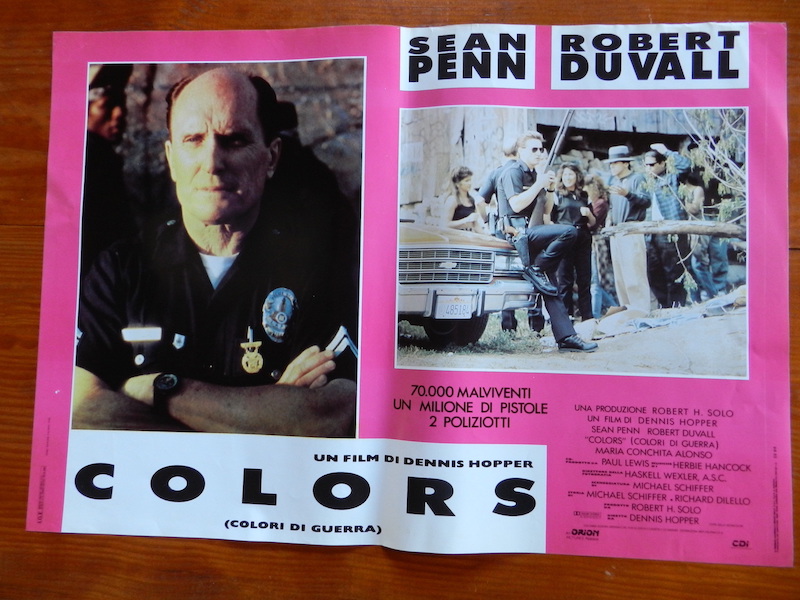 SEAN
PENN
ROBERT
DUVALL
48518
70.000 MALVIVENTI
UN MILIONE DI PISTOLE
2 POLIZIOTTI
UN FILM DI DENNIS HOPPER
COLORS
(COLORI DI GUERRA)
UNA PRODUZIONE ROBERT H. SOLO
UN FILM DI DENNIS HOPPER
SEAN PENN ROBERT DUVALL
"COLORS" (COLORI DI GUERRA)
MARIA CONCHITA ALONSO
PAUL LEWIS HERBIE HANCOCK
HASKELL WEXLER, A.S.C.
MICHAEL SCHIFFER
MICHAEL SCHIFFER E RICHARD DILELLO
ROBERT H. SOLO
DENNIS HOPPER
ORION
CDI